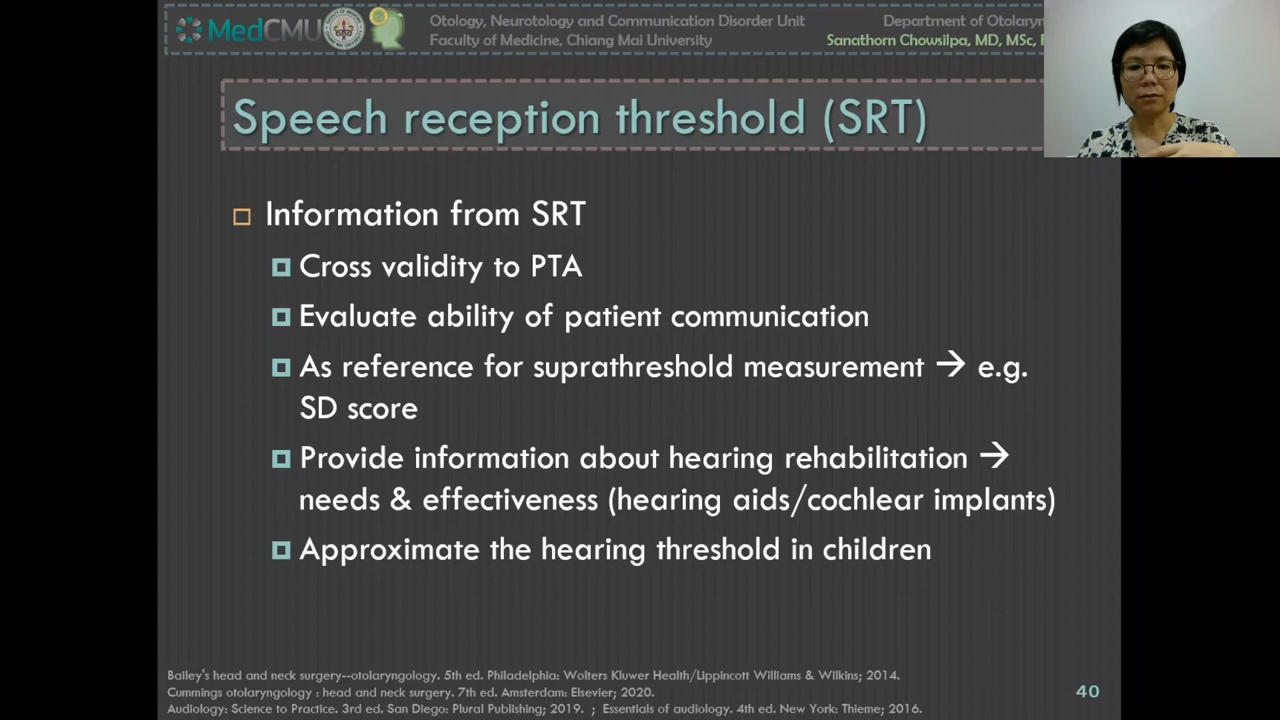 MedCMU
Otology, Neurotology and Communication Disorder Unit
Faculty of Medicine, Chiang Mai University
Department of Otolaryn
Sanathorn Chowsilpa, MD, MSc,
Speech reception threshold (SRT)
Information from SRT
Cross validity to PTA
Evaluate ability of patient communication
As reference for suprathreshold measurement → e.g.
SD score
Provide information about hearing rehabilitation →
needs & effectiveness (hearing aids/cochlear implants)
Approximate the hearing threshold in children
Bailey's head and neck surgery--otolaryngology. 5th ed. Philadelphia: Wolters Kluwer Health/Lippincott Williams & Wilkins; 2014.
Cummings otolaryngology : head and neck surgery. 7th ed. Amsterdam: Elsevier; 2020.
Audiology: Science to Practice. 3rd ed. San Diego: Plural Publishing; 2019. ; Essentials of audiology. 4th ed. New York: Thieme; 2016.
40